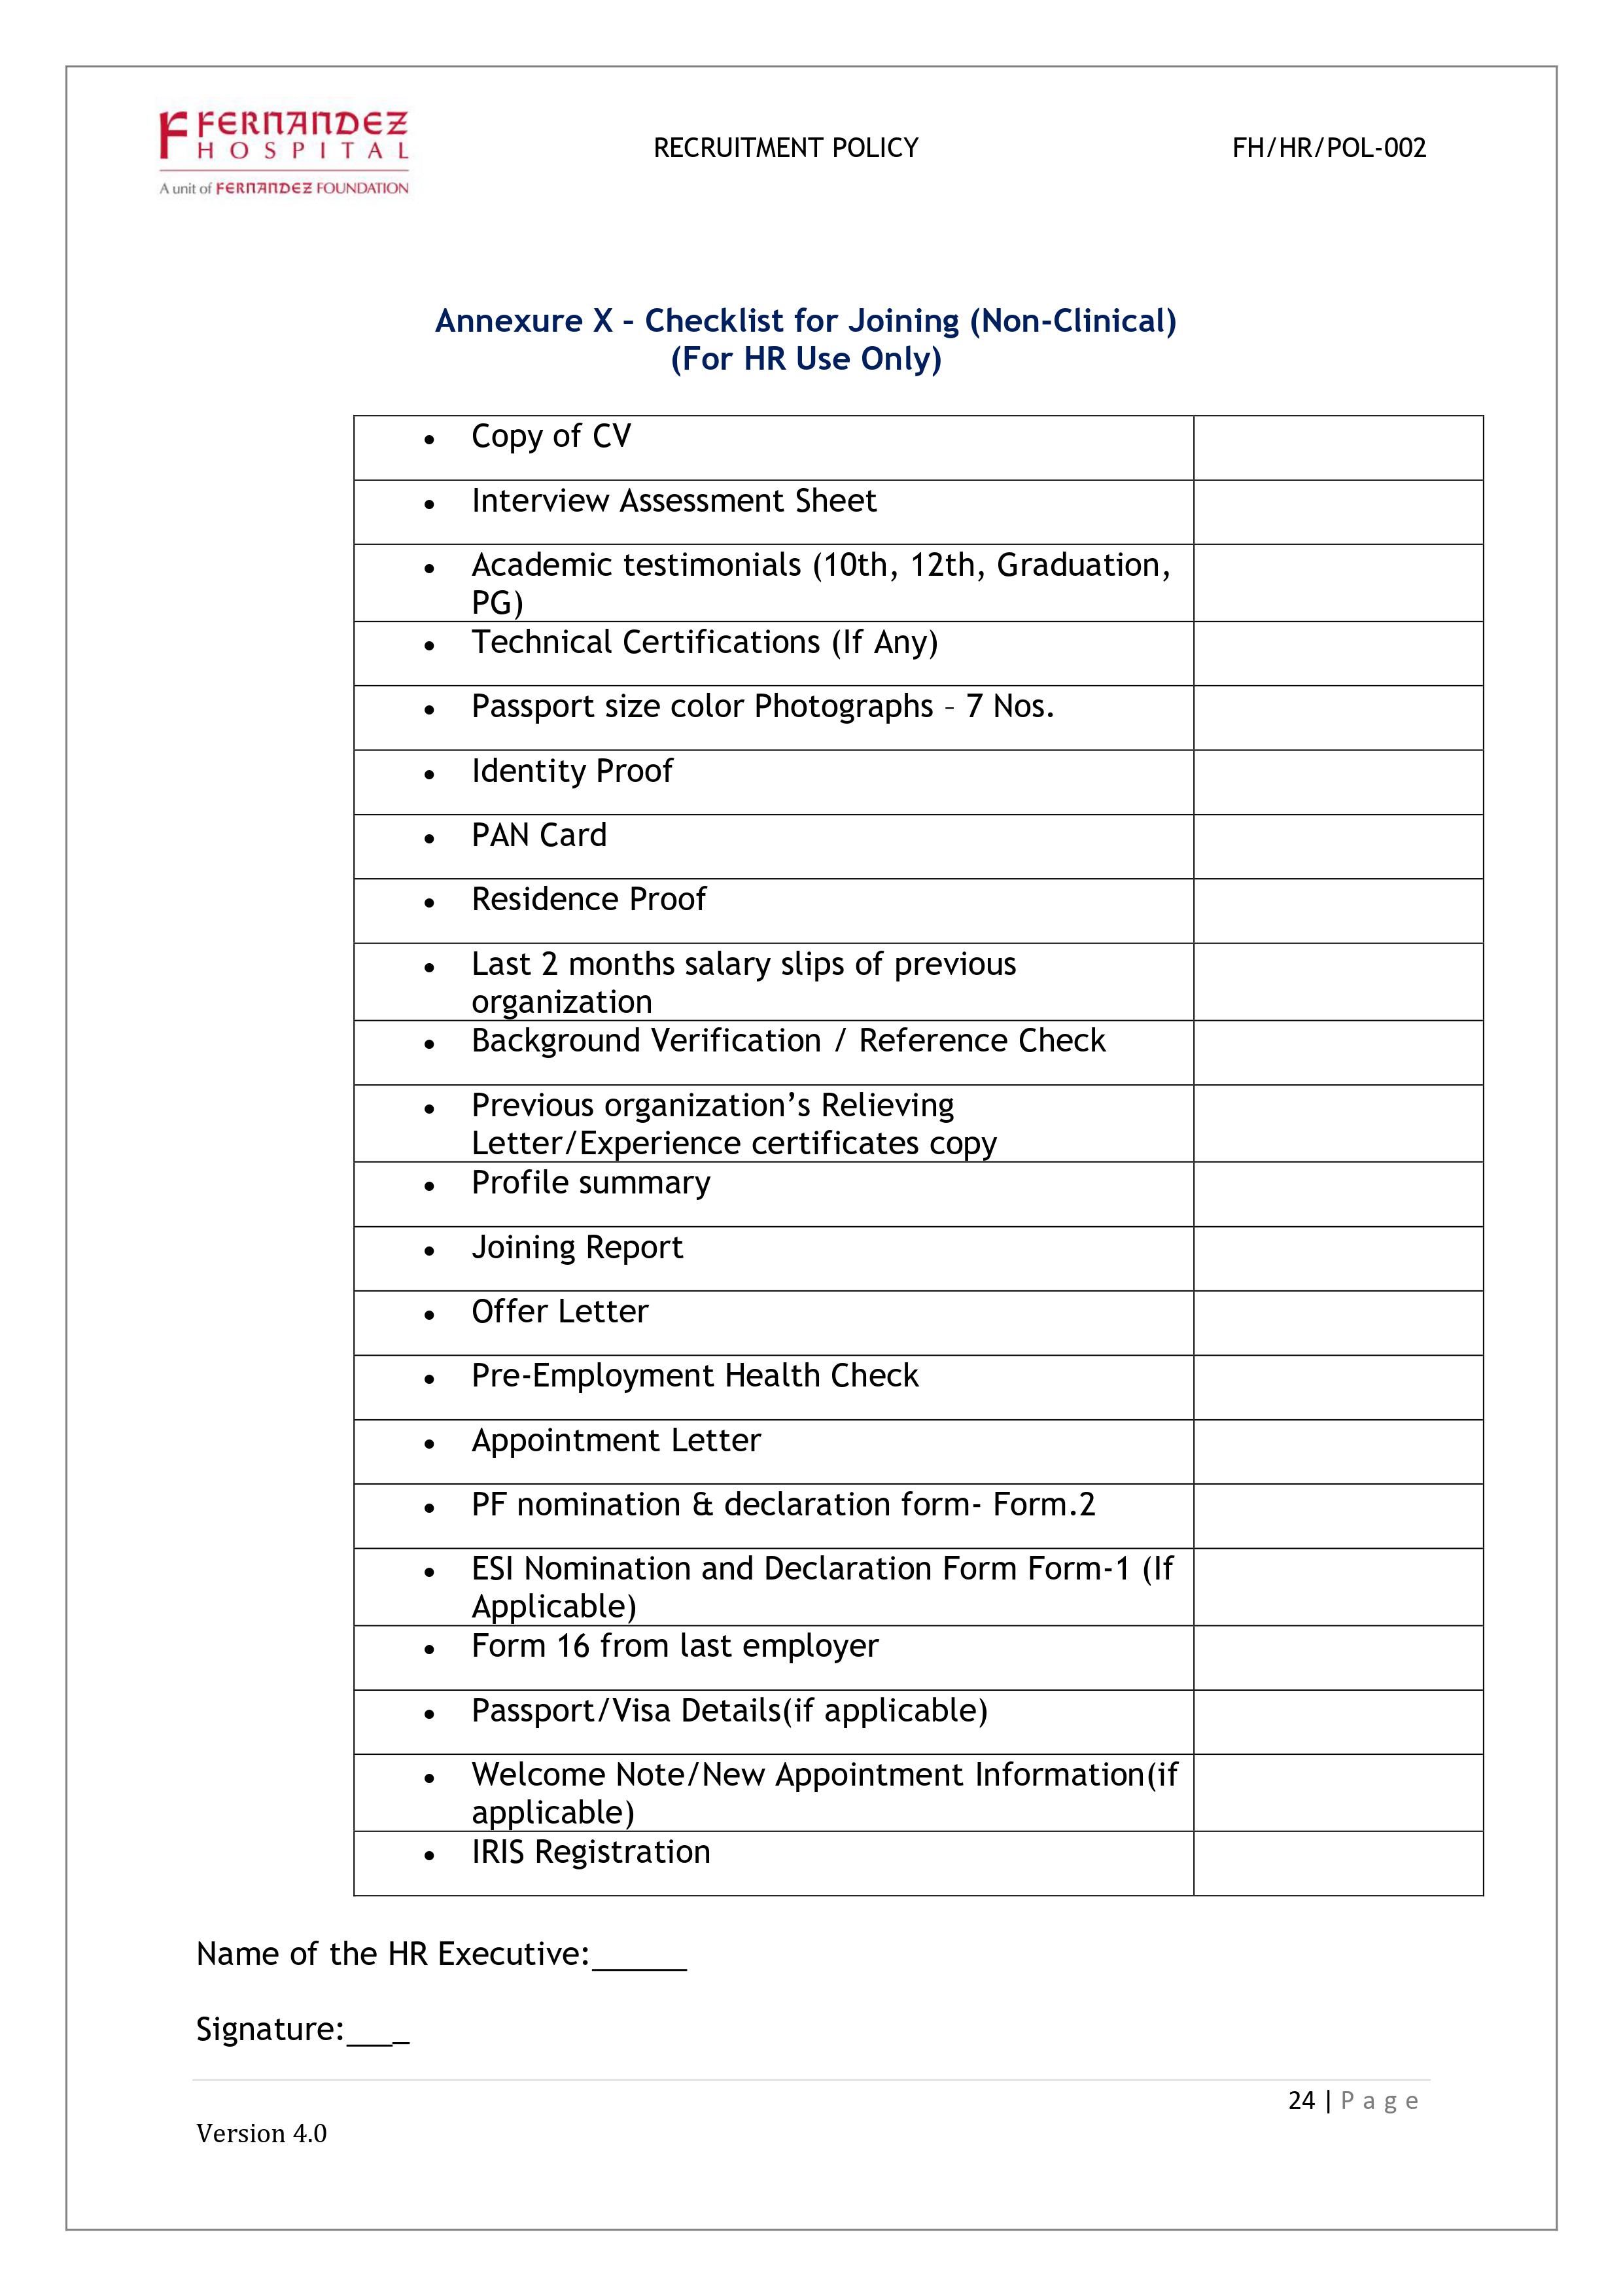 FERNANDEZ
HOSPITAL
A unit of FERNANDEZ FOUNDATION
RECRUITMENT POLICY
FH/HR/POL-002
Annexure X – Checklist for Joining (Non-Clinical)
(For HR Use Only)
• Copy of CV
• Interview Assessment Sheet
• Academic testimonials (10th, 12th, Graduation,
PG)
• Technical Certifications (If Any)
• Passport size color Photographs – 7 Nos.
• Identity Proof
• PAN Card
• Residence Proof
• Last 2 months salary slips of previous
organization
• Background Verification / Reference Check
• Previous organization’s Relieving
Letter/Experience certificates copy
• Profile summary
• Joining Report
• Offer Letter
• Pre-Employment Health Check
• Appointment Letter
• PF nomination & declaration form- Form.2
• ESI Nomination and Declaration Form Form-1 (If
Applicable)
• Form 16 from last employer
• Passport/Visa Details(if applicable)
• Welcome Note/New Appointment Information(if
applicable)
• IRIS Registration
Name of the HR Executive:______
Signature:____
24 | Page
Version 4.0